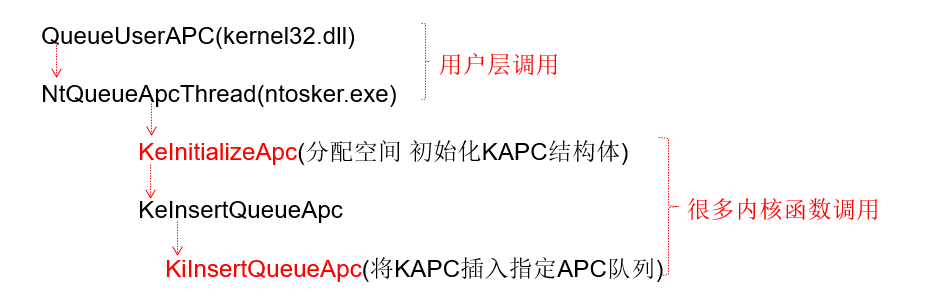 QueueUserAPC(kernel32.dll)
用户层调用
NtQueueApcThread(ntosker.exe)
KeInitializeApc(分配空间 初始化KAPC结构体)
KeInsertQueueApc
很多内核函数调用
KiInsertQueueApc(将KAPC插入指定APC队列)